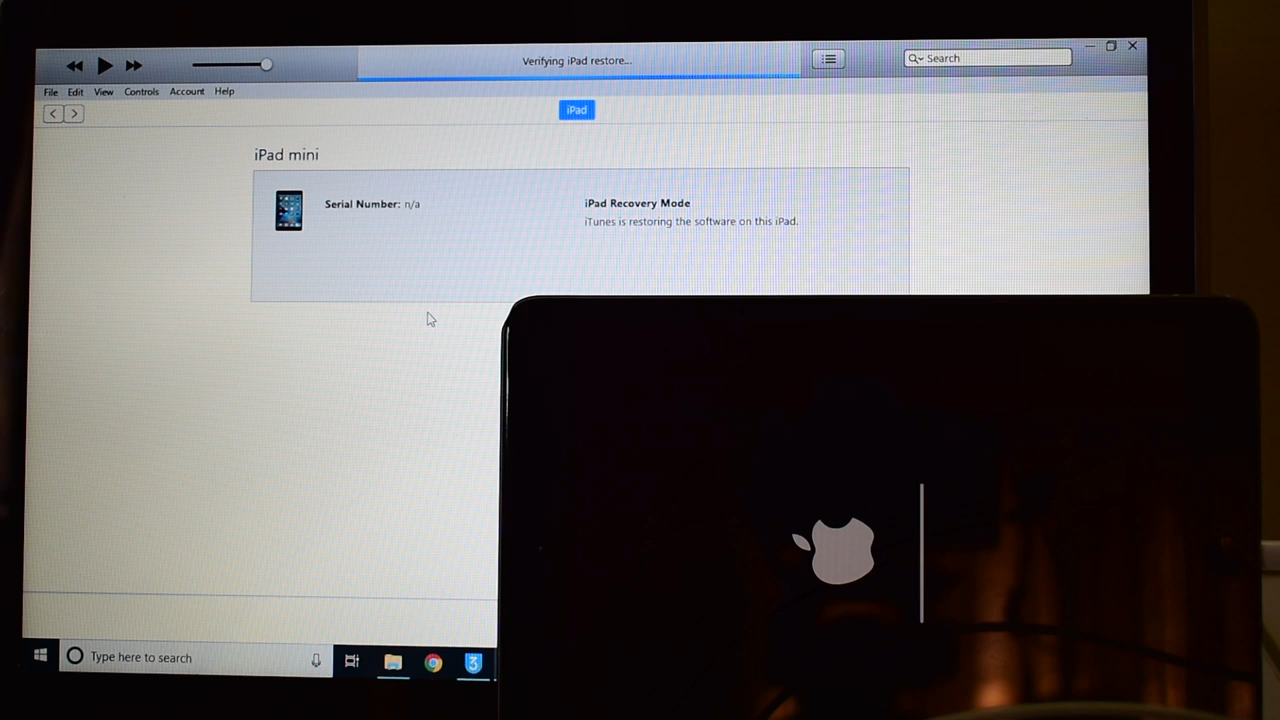 Verifying iPad restore...
Search
File Edit View Controls Account Help
iPad
iPad mini
Serial Number: n/a
iPad Recovery Mode
iTunes is restoring the software on this iPad.
Type here to search
3